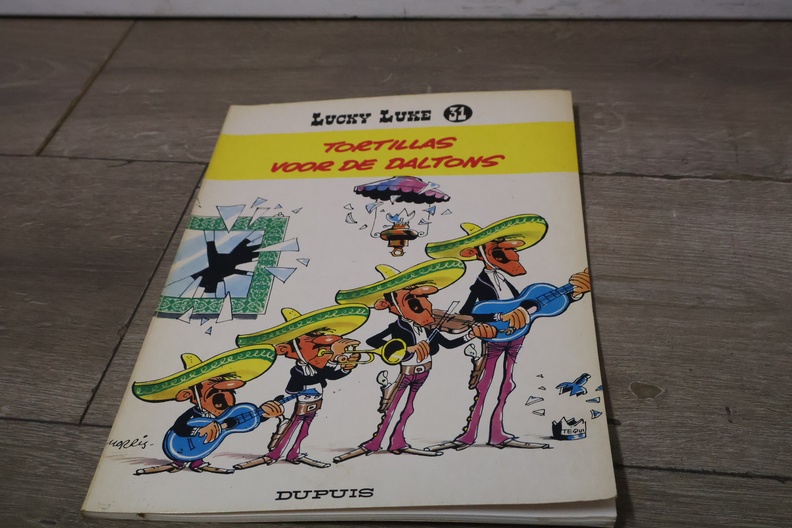 LUCKY LUKE 31
TORTILLAS
VOOR DE DALTONS
TEQUI
MORRIS-
DUPUIS